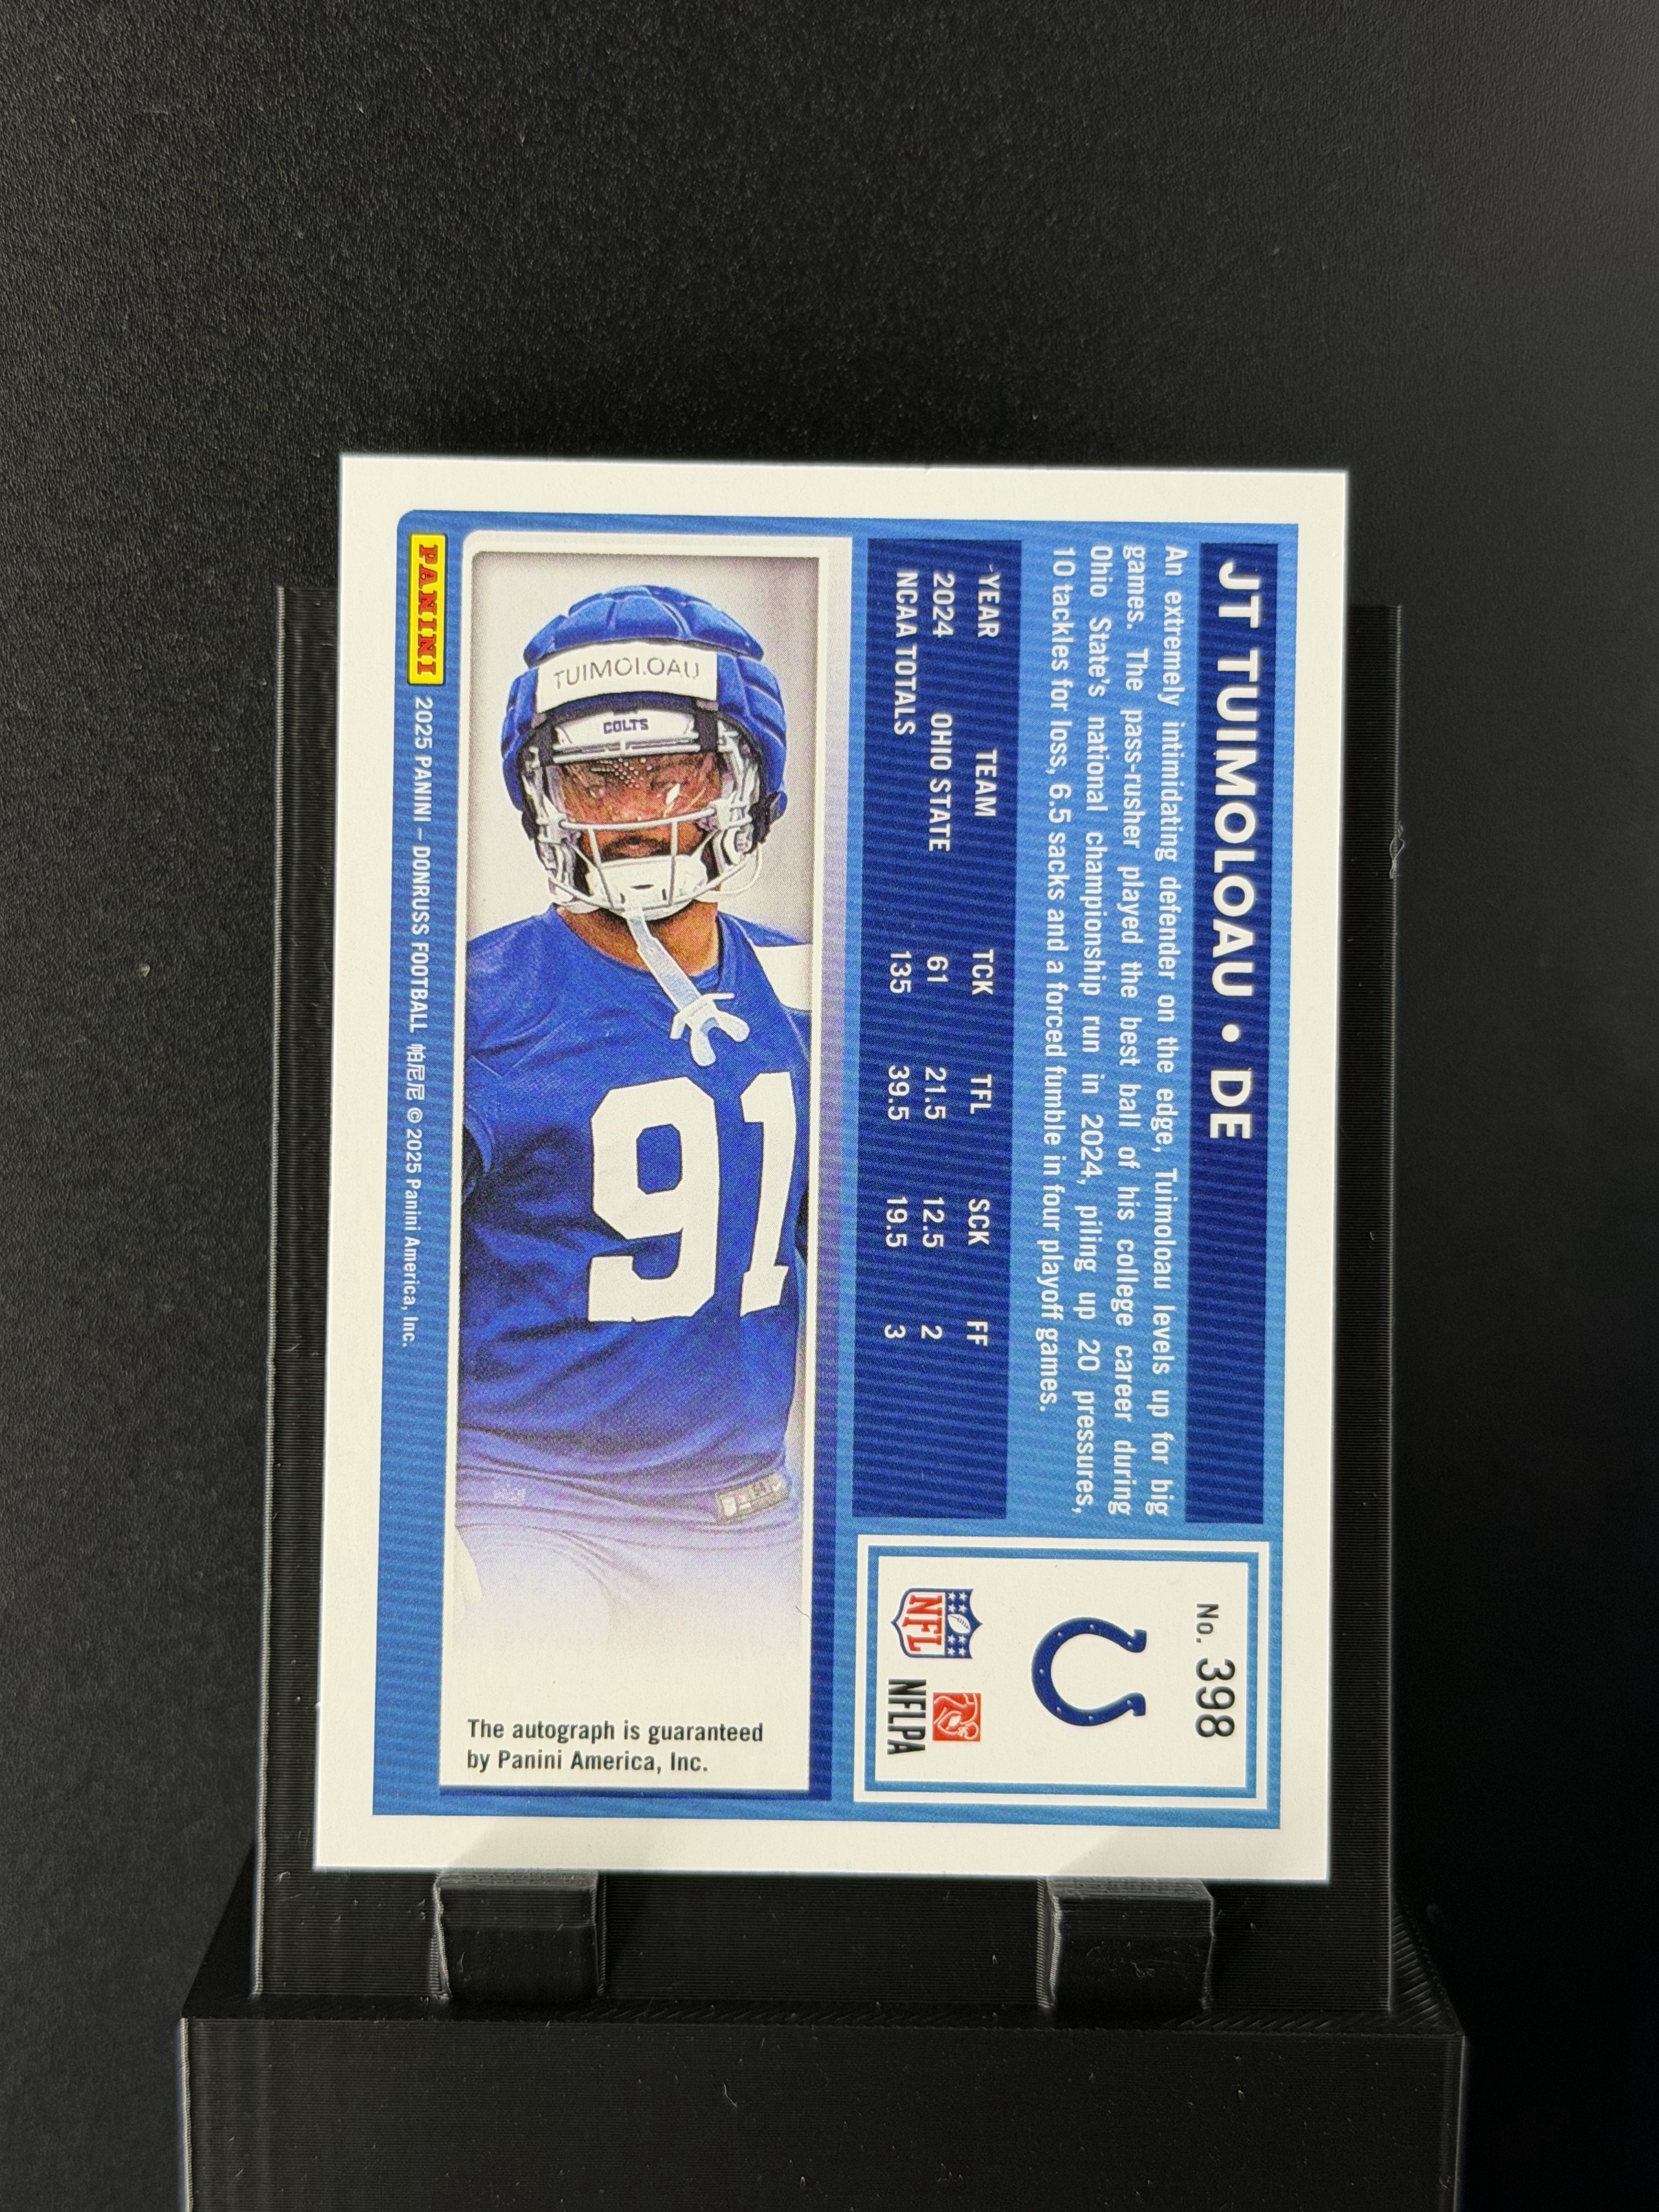 JT TUIMOLOAU • DE
An extremely intimidating defender on the edge, Tuimoloau levels up for big
games. The pass-rusher played the best ball of his college career during
Ohio State's national championship run in 2024, piling up 20 pressures,
10 tackles for loss, 6.5 sacks and a forced fumble in four playoff games.
YEAR TEAM TCK TFL SCK FF
2024 OHIO STATE 61 21.5 12.5 2
NCAA TOTALS 135 39.5 19.5 3
No. 398
NFL
NFLPA
TUIMOLOAU
COLTS
91
The autograph is guaranteed
by Panini America, Inc.
PANINI
2025 PANINI – DONRUSS FOOTBALL 帕尼尼 © 2025 Panini America, Inc.